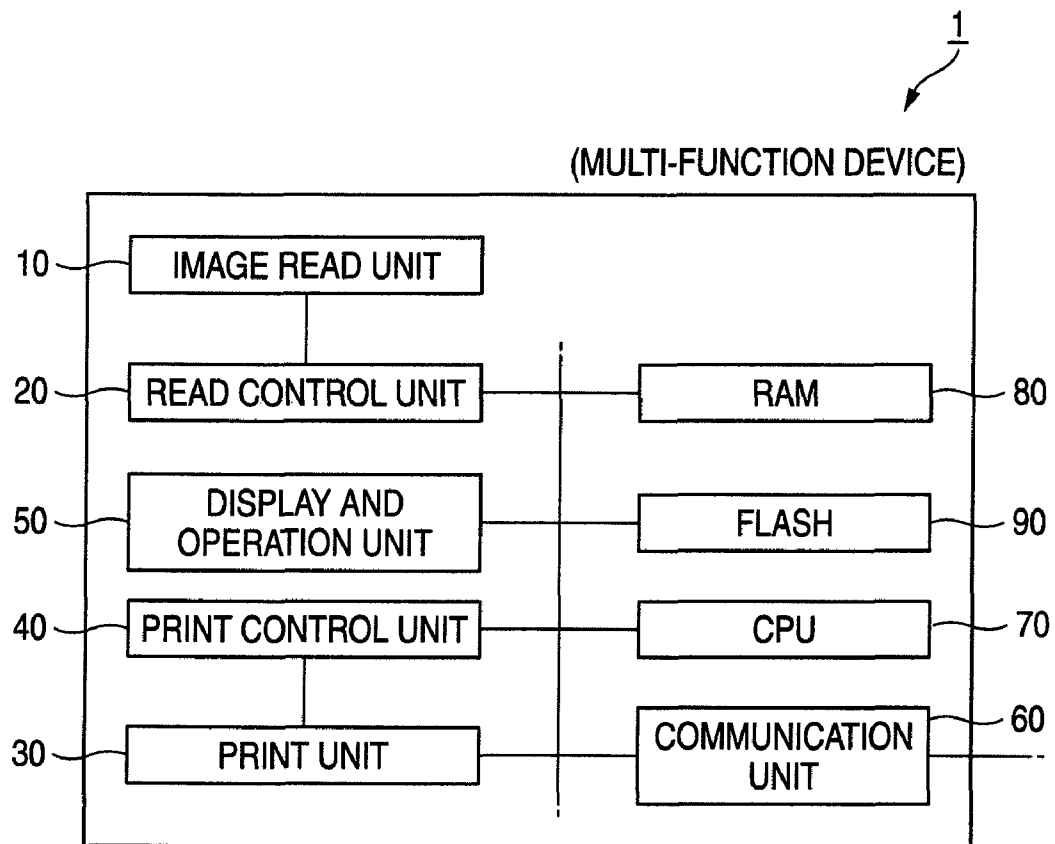 1
(MULTI-FUNCTION DEVICE)
10
IMAGE READ UNIT
20
READ CONTROL UNIT
RAM
80
50
DISPLAY AND
OPERATION UNIT
FLASH
90
40
PRINT CONTROL UNIT
CPU
70
30
PRINT UNIT
COMMUNICATION
UNIT
60